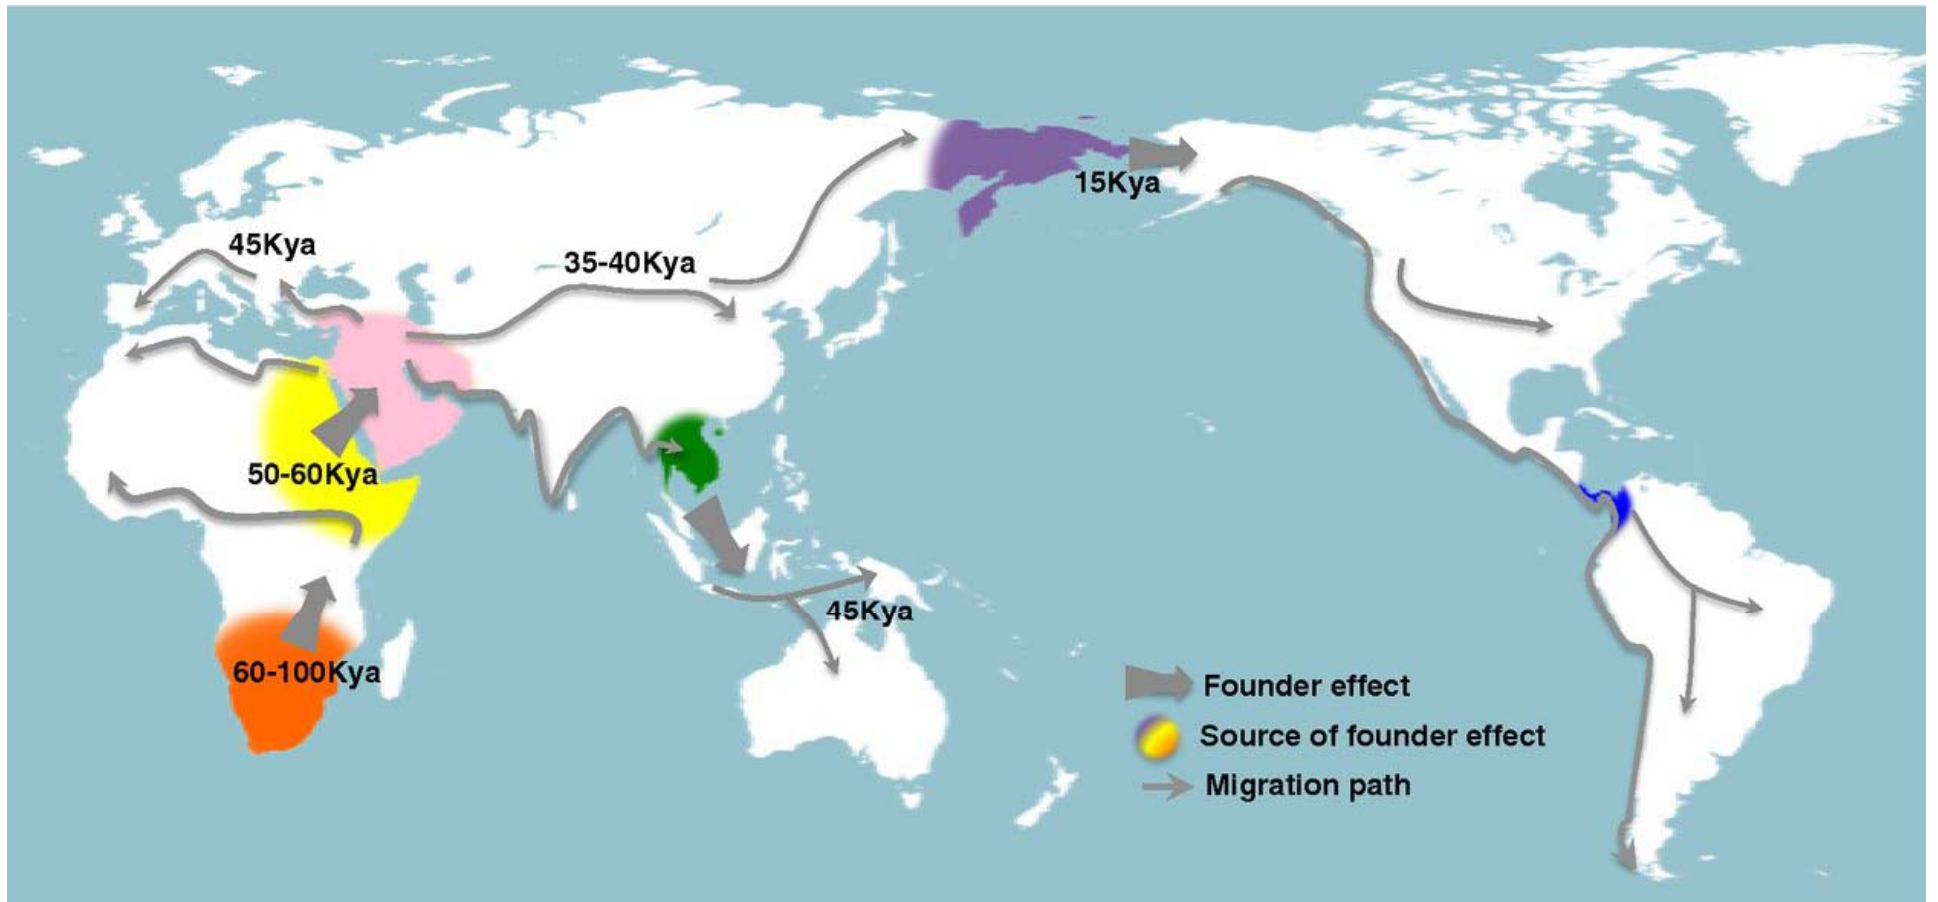 15Kya
45Kya
35-40Kya
50-60Kya
45Kya
60-100Kya
Founder effect
Source of founder effect
Migration path